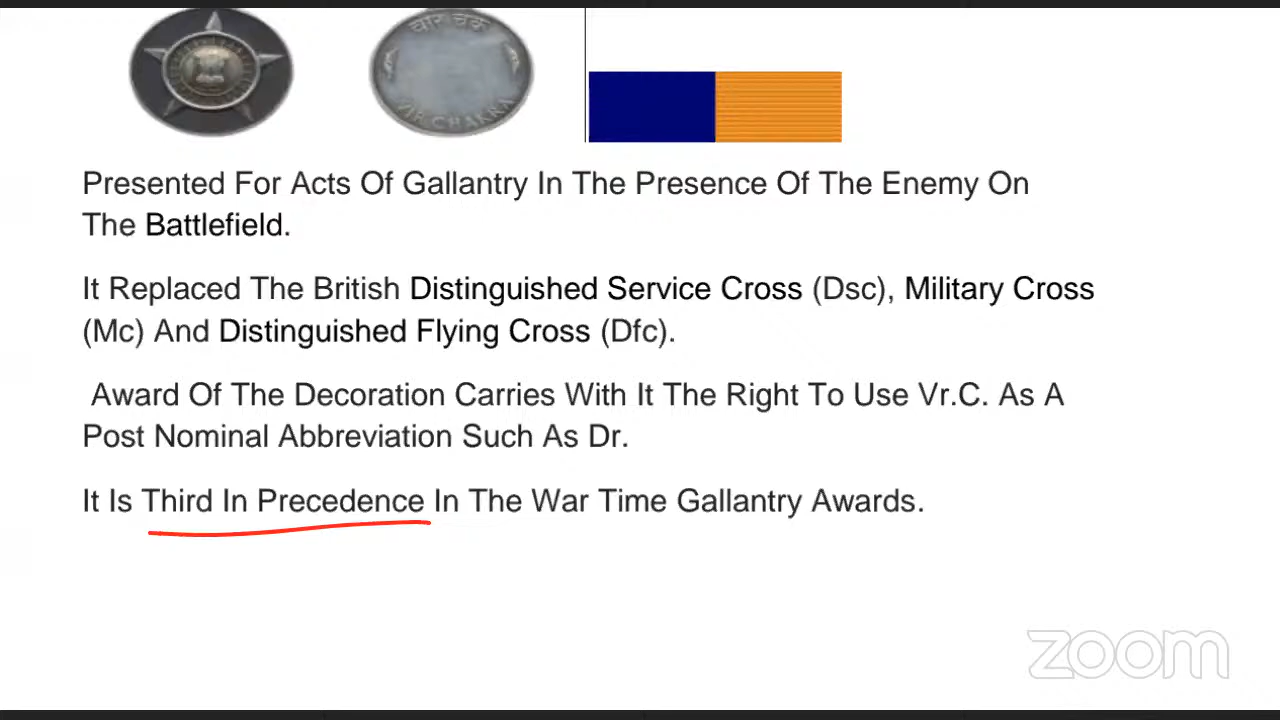 वीर चक्र
VIR CHAKRA
Presented For Acts Of Gallantry In The Presence Of The Enemy On
The Battlefield.
It Replaced The British Distinguished Service Cross (Dsc), Military Cross
(Mc) And Distinguished Flying Cross (Dfc).
Award Of The Decoration Carries With It The Right To Use Vr.C. As A
Post Nominal Abbreviation Such As Dr.
It Is Third In Precedence In The War Time Gallantry Awards.
zoom